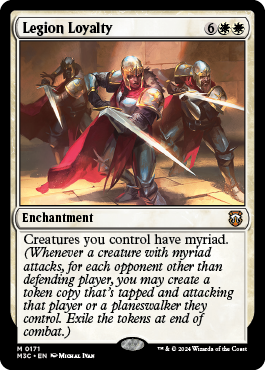 Legion Loyalty 6
Enchantment
Creatures you control have myriad.
(Whenever a creature with myriad
attacks, for each opponent other than
defending player, you may create a
token copy that's tapped and attacking
that player or a planeswalker they
control. Exile the tokens at end of
combat.)
M 0171
M3C • EN Michal Ivan
™ & © 2024 Wizards of the Coast